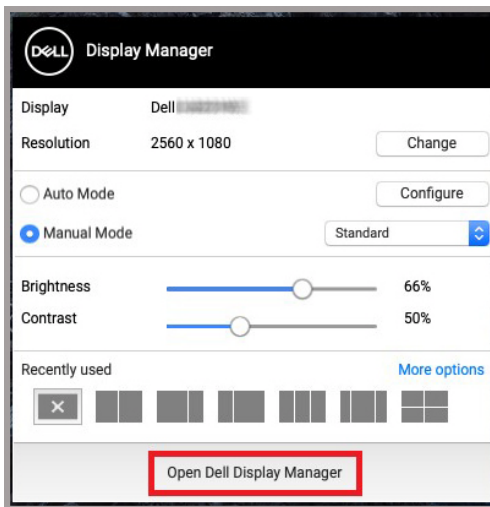 DELL Display Manager
Display Dell
Resolution 2560 x 1080 Change
Auto Mode Configure
Manual Mode Standard
Brightness 66%
Contrast 50%
Recently used More options
Open Dell Display Manager